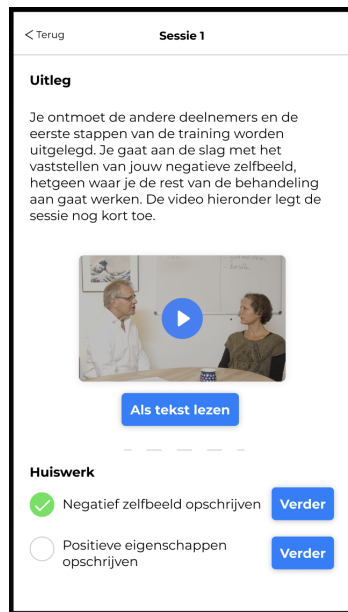 < Terug
Sessie 1
Uitleg
Je ontmoet de andere deelnemers en de
eerste stappen van de training worden
uitgelegd. Je gaat aan de slag met het
vaststellen van jouw negatieve zelfbeeld,
hetgeen waar je de rest van de behandeling
aan gaat werken. De video hieronder legt de
sessie nog kort toe.
Als tekst lezen
Huiswerk
Negatief zelfbeeld opschrijven
Verder
Positieve eigenschappen
opschrijven
Verder